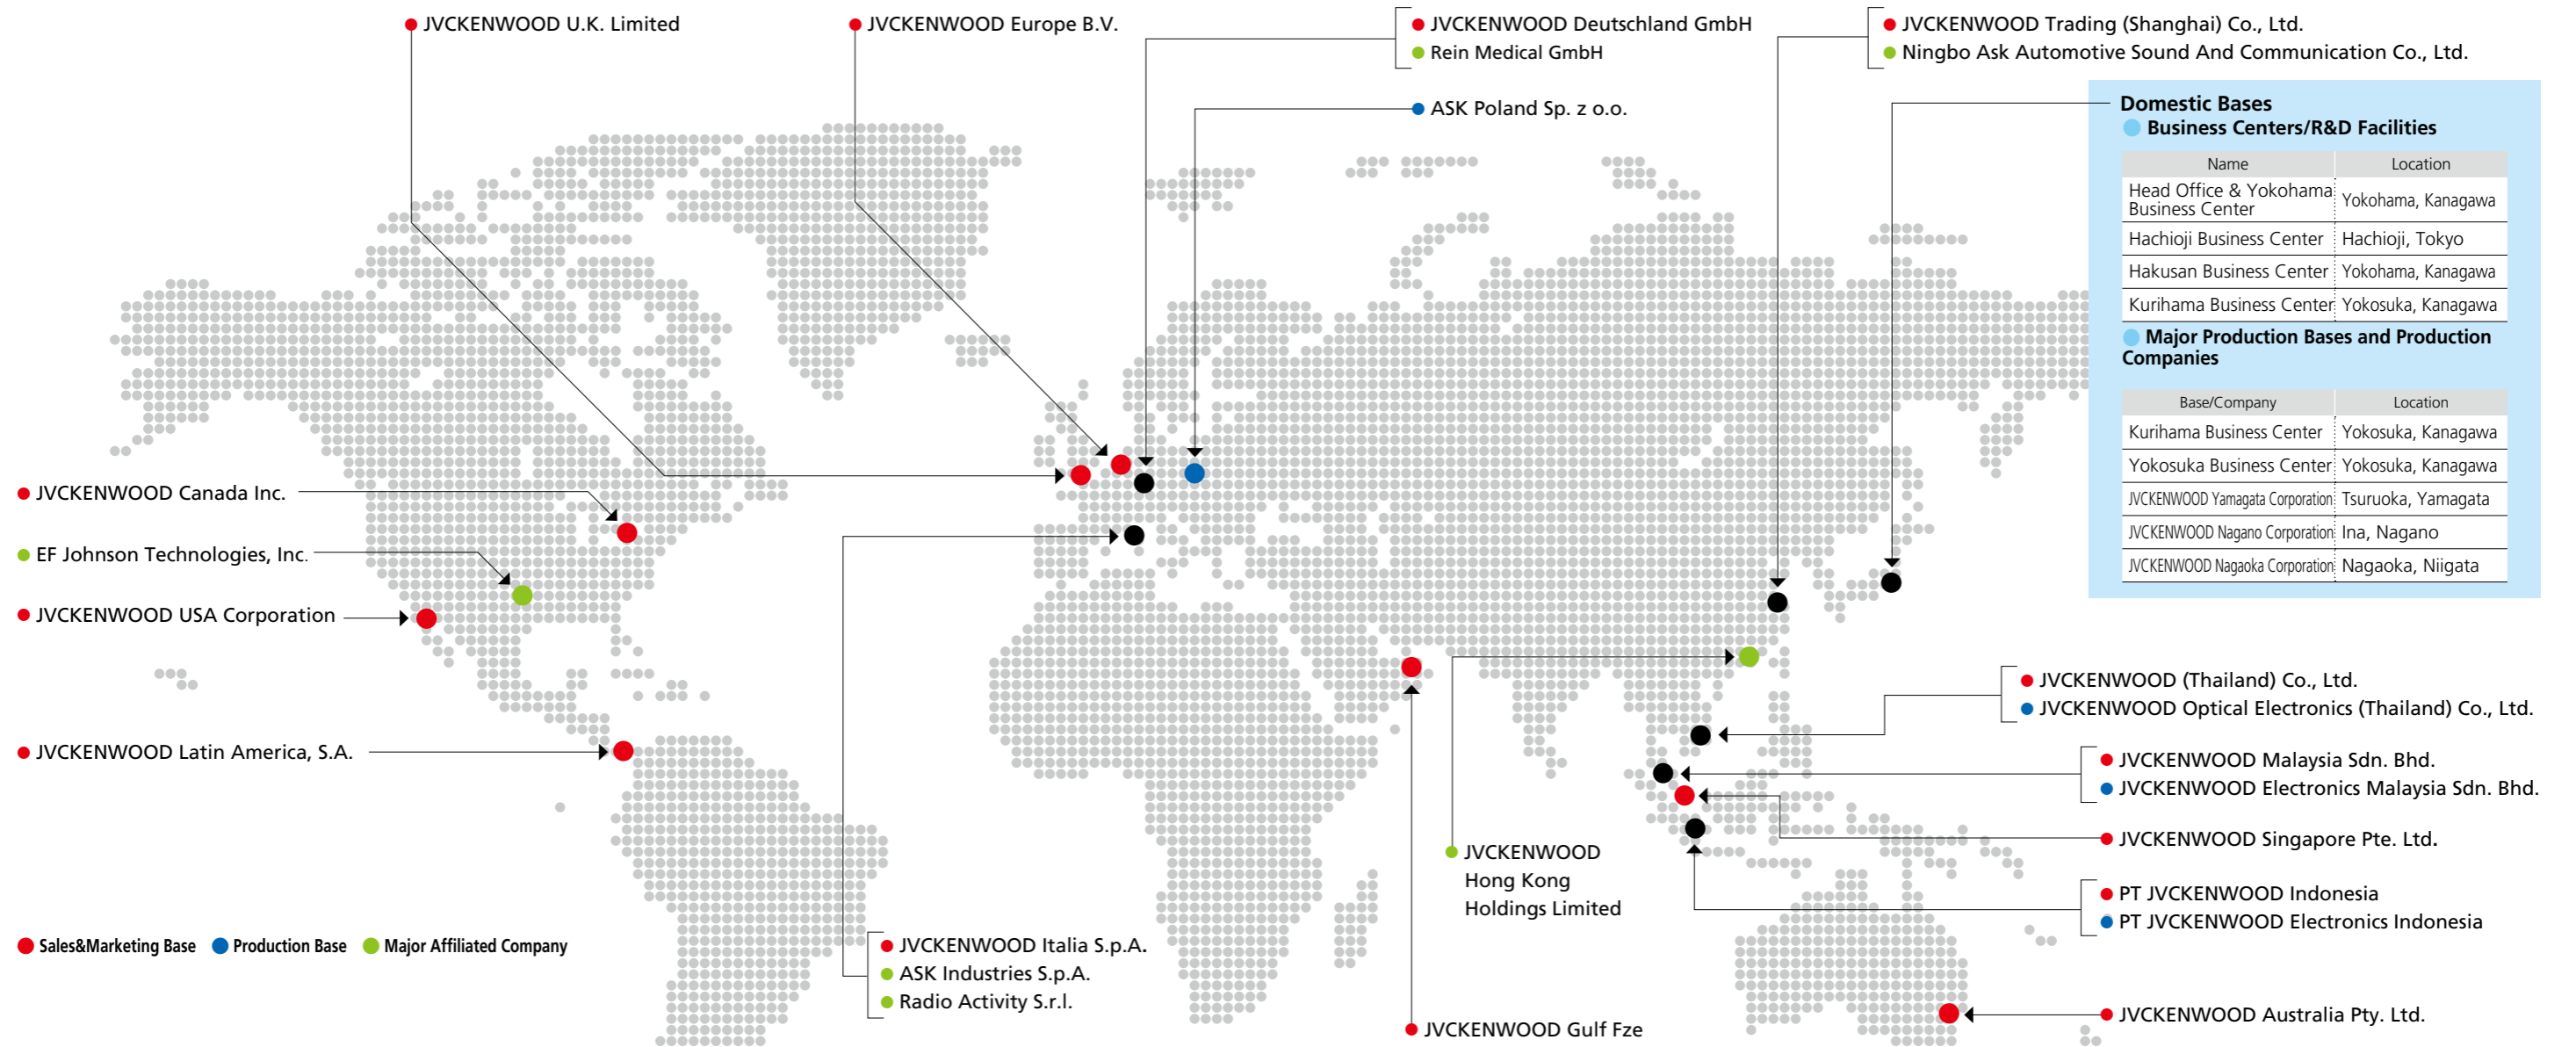 JVCKENWOOD U.K. Limited
JVCKENWOOD Europe B.V.
JVCKENWOOD Deutschland GmbH
Rein Medical GmbH
ASK Poland Sp. z o.o.
JVCKENWOOD Trading (Shanghai) Co., Ltd.
Ningbo Ask Automotive Sound And Communication Co., Ltd.
Domestic Bases
Business Centers/R&D Facilities
Name Location
Head Office & Yokohama
Business Center Yokohama, Kanagawa
Hachioji Business Center Hachioji, Tokyo
Hakusan Business Center Yokohama, Kanagawa
Kurihama Business Center Yokosuka, Kanagawa
Major Production Bases and Production
Companies
Base/Company Location
Kurihama Business Center Yokosuka, Kanagawa
Yokosuka Business Center Yokosuka, Kanagawa
JVCKENWOOD Yamagata Corporation Tsuruoka, Yamagata
JVCKENWOOD Nagano Corporation Ina, Nagano
JVCKENWOOD Nagaoka Corporation Nagaoka, Niigata
JVCKENWOOD Canada Inc.
EF Johnson Technologies, Inc.
JVCKENWOOD USA Corporation
JVCKENWOOD Latin America, S.A.
JVCKENWOOD (Thailand) Co., Ltd.
JVCKENWOOD Optical Electronics (Thailand) Co., Ltd.
JVCKENWOOD Malaysia Sdn. Bhd.
JVCKENWOOD Electronics Malaysia Sdn. Bhd.
JVCKENWOOD Singapore Pte. Ltd.
JVCKENWOOD
Hong Kong
Holdings Limited
PT JVCKENWOOD Indonesia
PT JVCKENWOOD Electronics Indonesia
Sales&Marketing Base Production Base Major Affiliated Company
JVCKENWOOD Italia S.p.A.
ASK Industries S.p.A.
Radio Activity S.r.l.
JVCKENWOOD Gulf Fze
JVCKENWOOD Australia Pty. Ltd.